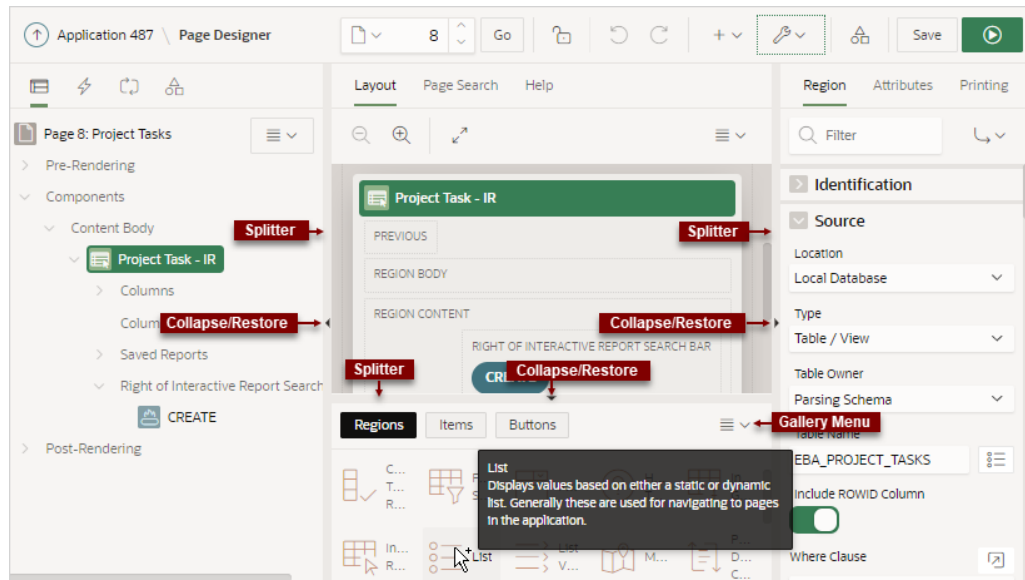 Application 487 \ Page Designer
8
Go
Save
Layout
Page Search
Help
Region
Attributes
Printing
Page 8: Project Tasks
Pre-Rendering
Components
Content Body
Project Task - IR
Columns
Colum
Saved Reports
Right of Interactive Report Search
CREATE
Post-Rendering
Splitter
Collapse/Restore
Project Task - IR
PREVIOUS
REGION BODY
REGION CONTENT
RIGHT OF INTERACTIVE REPORT SEARCH BAR
Splitter
Collapse/Restore
Splitter
Collapse/Restore
Regions
Items
Buttons
Gallery Menu
C...
T...
R...
List
Displays values based on either a static or dynamic
list. Generally these are used for navigating to pages
in the application.
In...
R...
List
List
V...
M...
P...
D...
C...
Filter
Identification
Source
Location
Local Database
Type
Table / View
Table Owner
Parsing Schema
Table Name
EBA_PROJECT_TASKS
Include ROWID Column
Where Clause